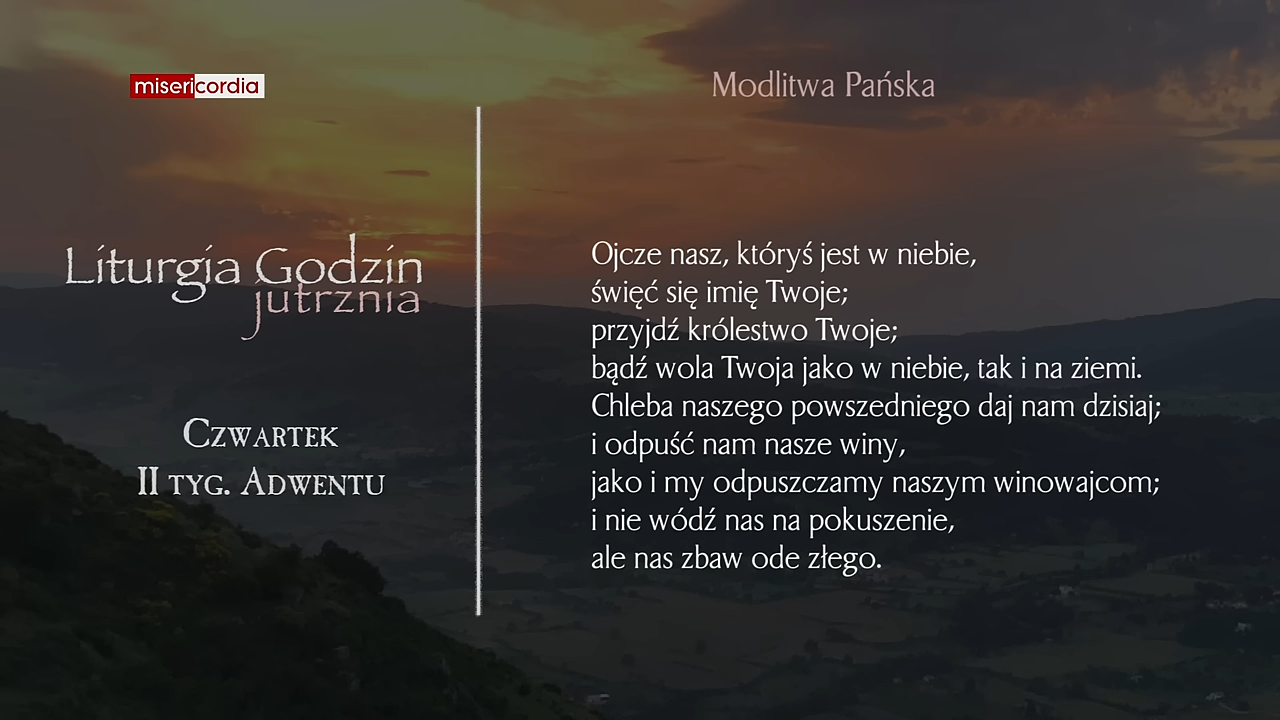 misericordia
Liturgia Godzin
jutrznia
Czwartek
II tyg. Adwentu
Modlitwa Pańska
Ojcze nasz, któryś jest w niebie,
święć się imię Twoje;
przyjdź królestwo Twoje;
bądź wola Twoja jako w niebie, tak i na ziemi.
Chleba naszego powszedniego daj nam dzisiaj;
i odpuść nam nasze winy,
jako i my odpuszczamy naszym winowajcom;
i nie wódź nas na pokuszenie,
ale nas zbaw ode złego.